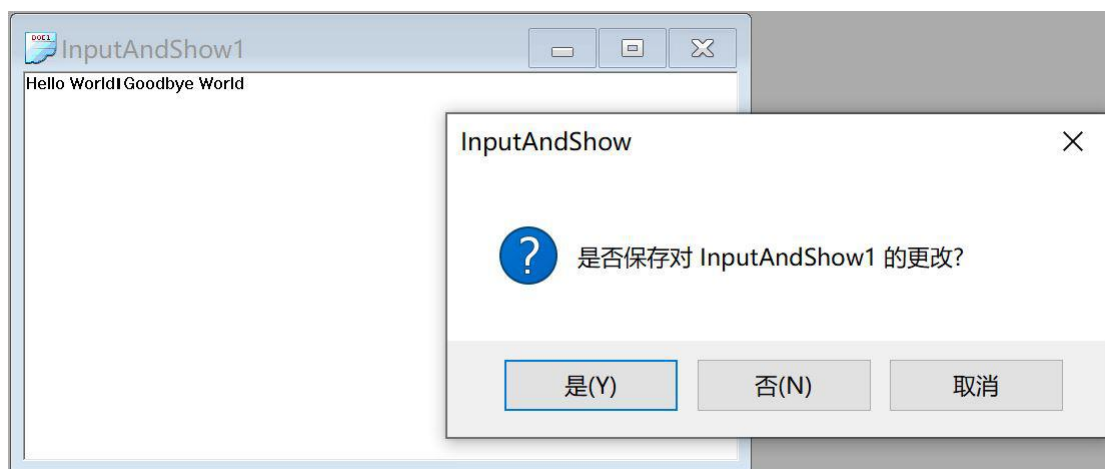 DOC1
InputAndShow1
Hello World▮Goodbye World
InputAndShow
是否保存对 InputAndShow1 的更改?
是(Y)
否(N)
取消